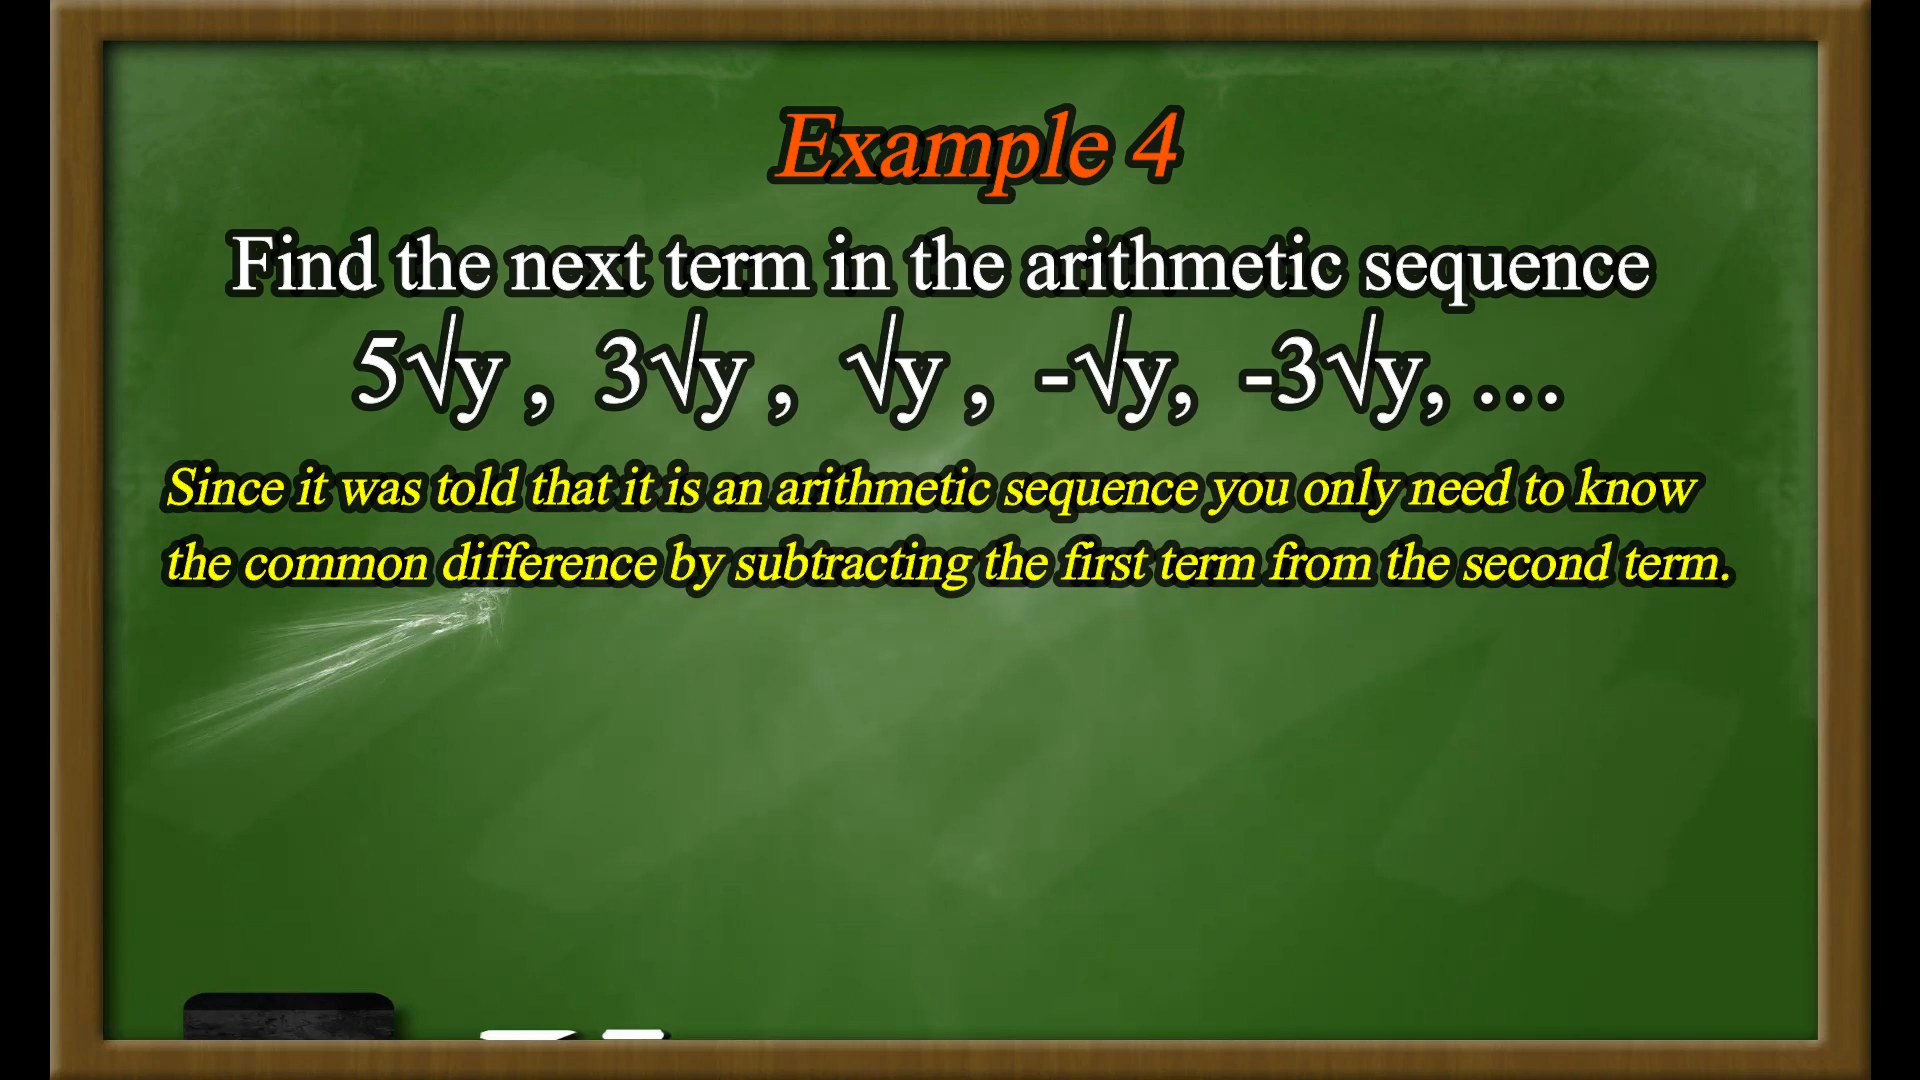 Example 4
Find the next term in the arithmetic sequence
5√y , 3√y , √y , -√y, -3√y, ...
Since it was told that it is an arithmetic sequence you only need to know
the common difference by subtracting the first term from the second term.